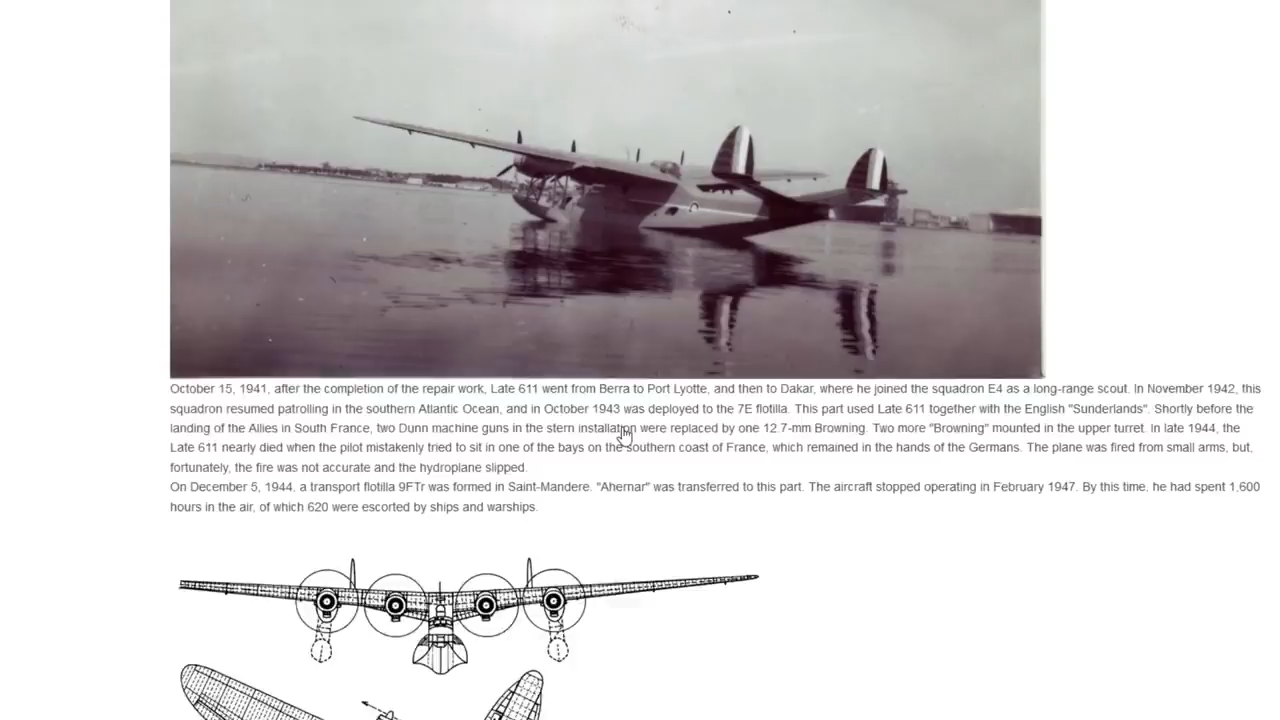 October 15, 1941, after the completion of the repair work, Late 611 went from Berra to Port Lyotte, and then to Dakar, where he joined the squadron E4 as a long-range scout. In November 1942, this
squadron resumed patrolling in the southern Atlantic Ocean, and in October 1943 was deployed to the 7E flotilla. This part used Late 611 together with the English "Sunderlands". Shortly before the
landing of the Allies in South France, two Dunn machine guns in the stern installation were replaced by one 12.7-mm Browning. Two more "Browning" mounted in the upper turret. In late 1944, the
Late 611 nearly died when the pilot mistakenly tried to sit in one of the bays on the southern coast of France, which remained in the hands of the Germans. The plane was fired from small arms, but,
fortunately, the fire was not accurate and the hydroplane slipped.
On December 5, 1944, a transport flotilla 9FTr was formed in Saint-Mandere. "Ahernar" was transferred to this part. The aircraft stopped operating in February 1947. By this time, he had spent 1,600
hours in the air, of which 620 were escorted by ships and warships.